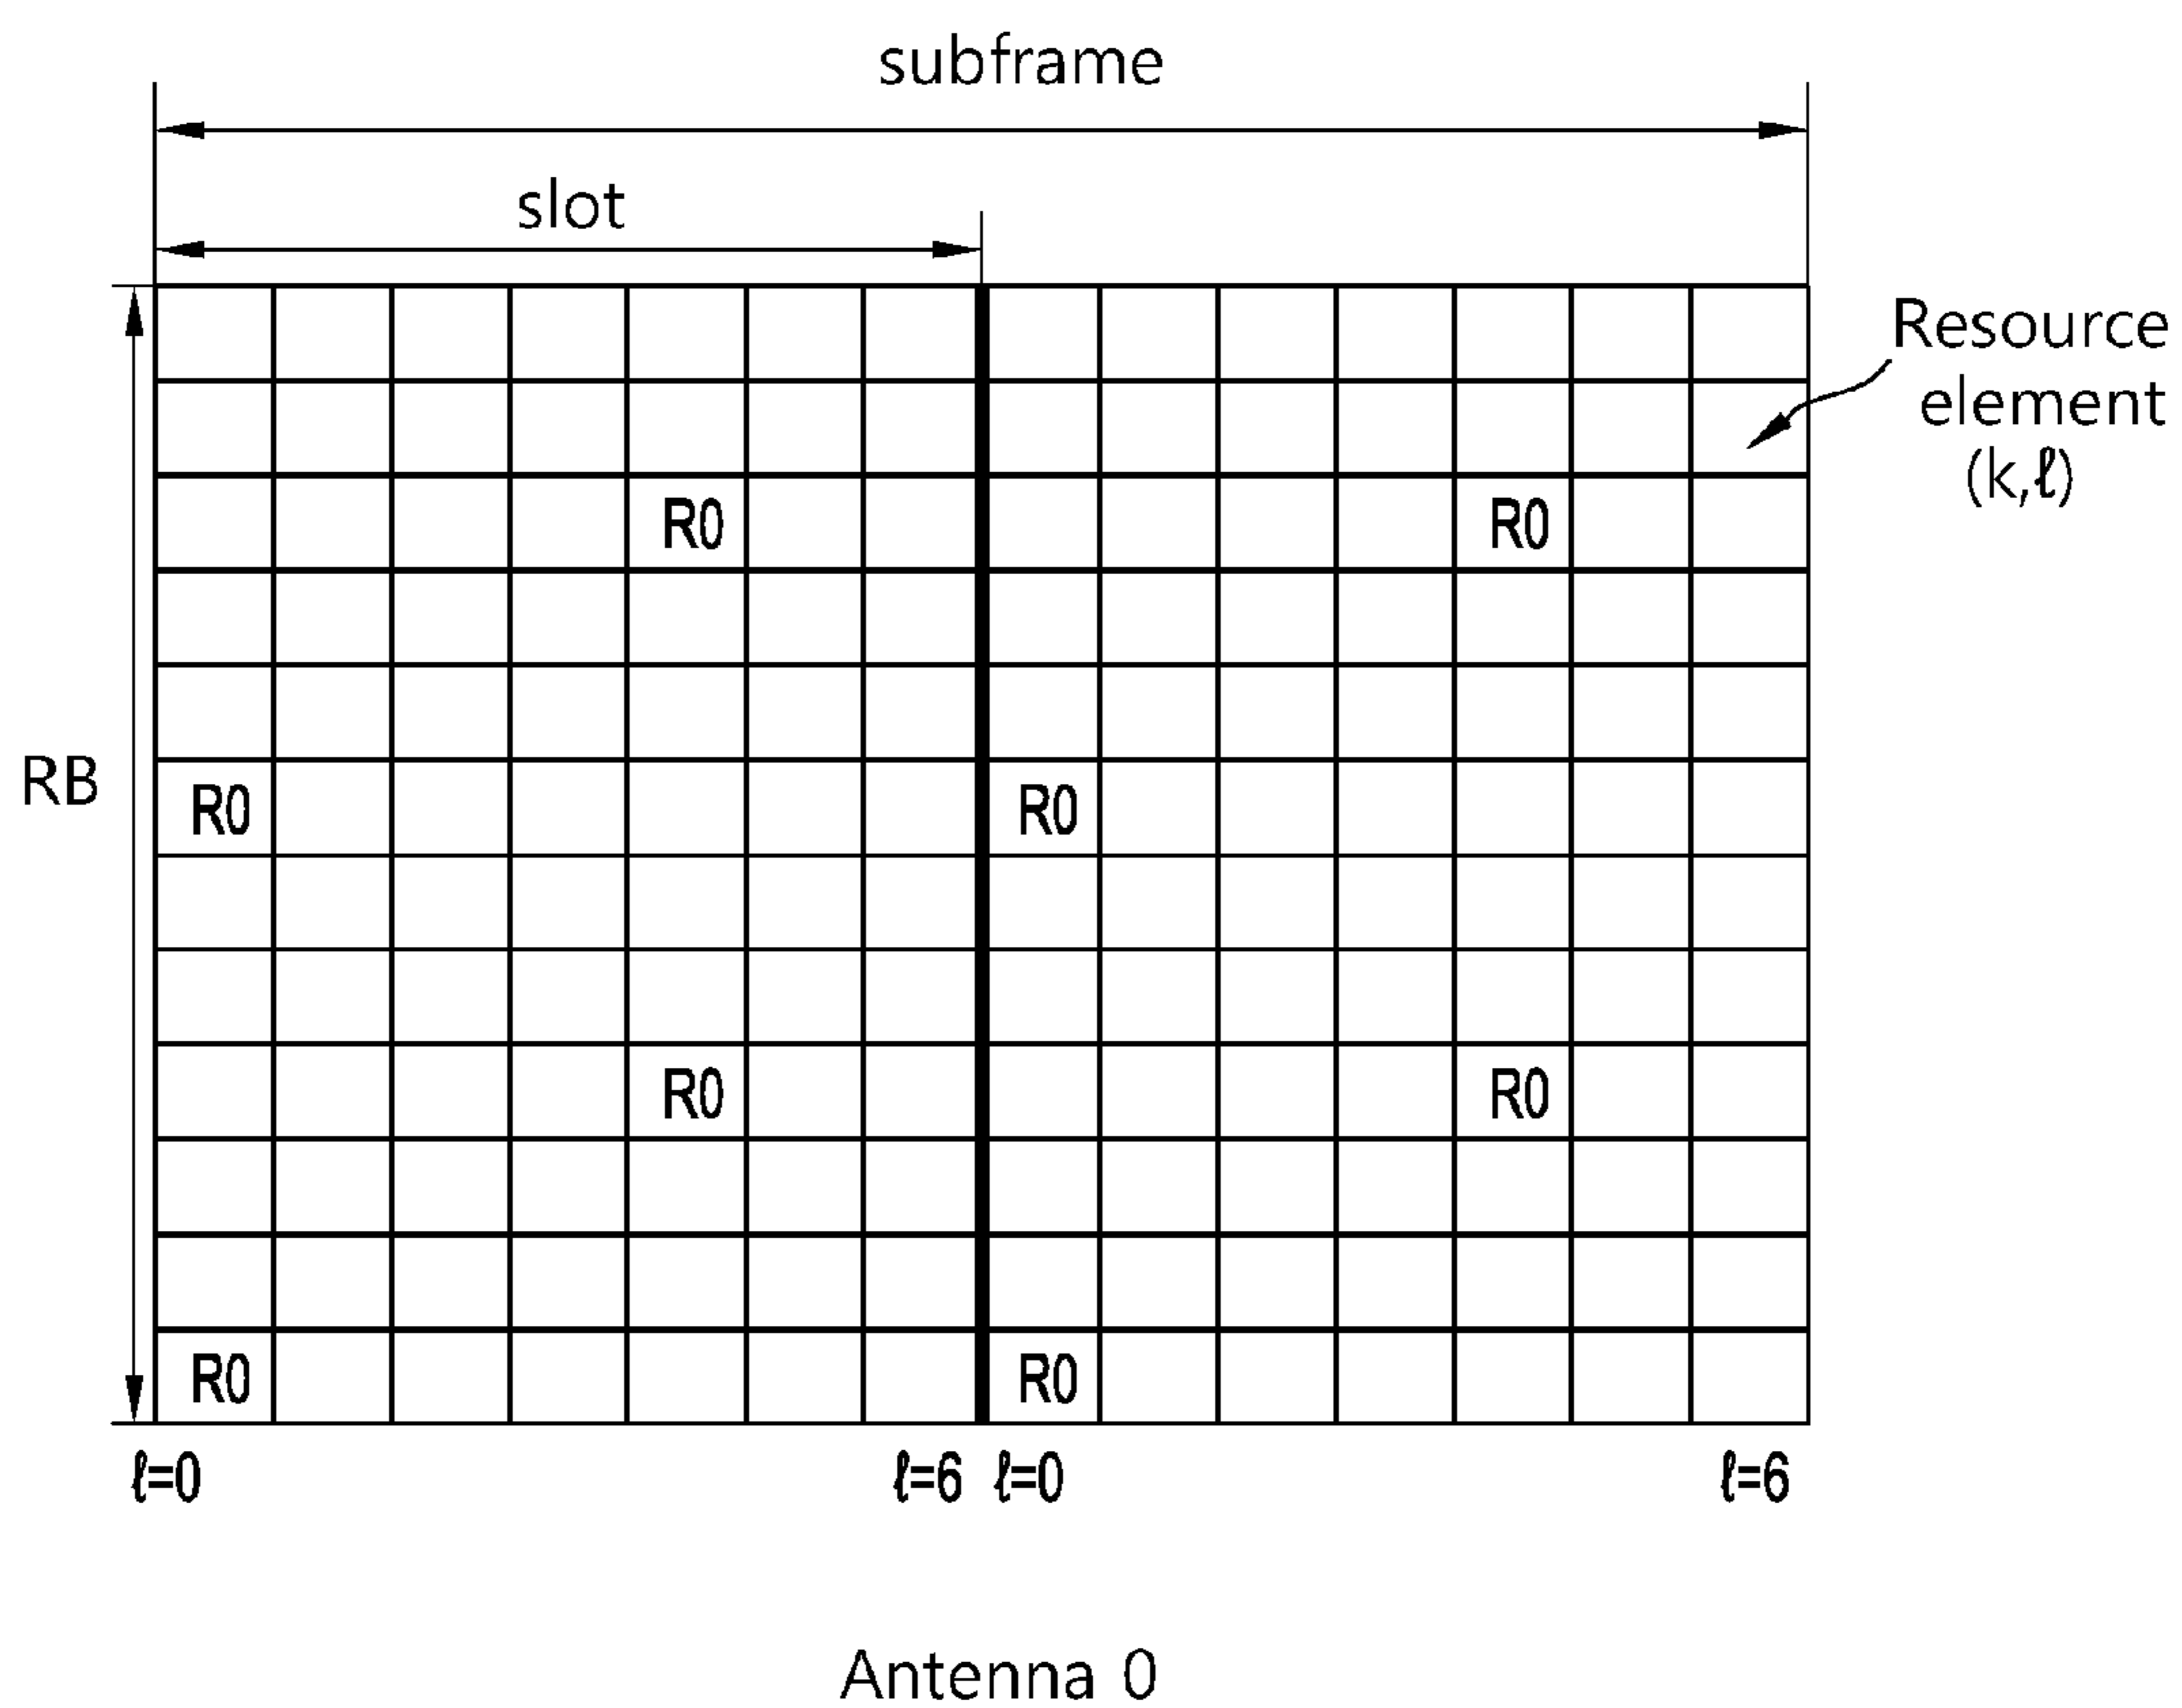 subframe
slot
Resource
element
(k,ℓ)
R0 R0
RB
R0 R0
R0 R0
R0 R0
ℓ=0 ℓ=6 ℓ=0 ℓ=6
Antenna 0